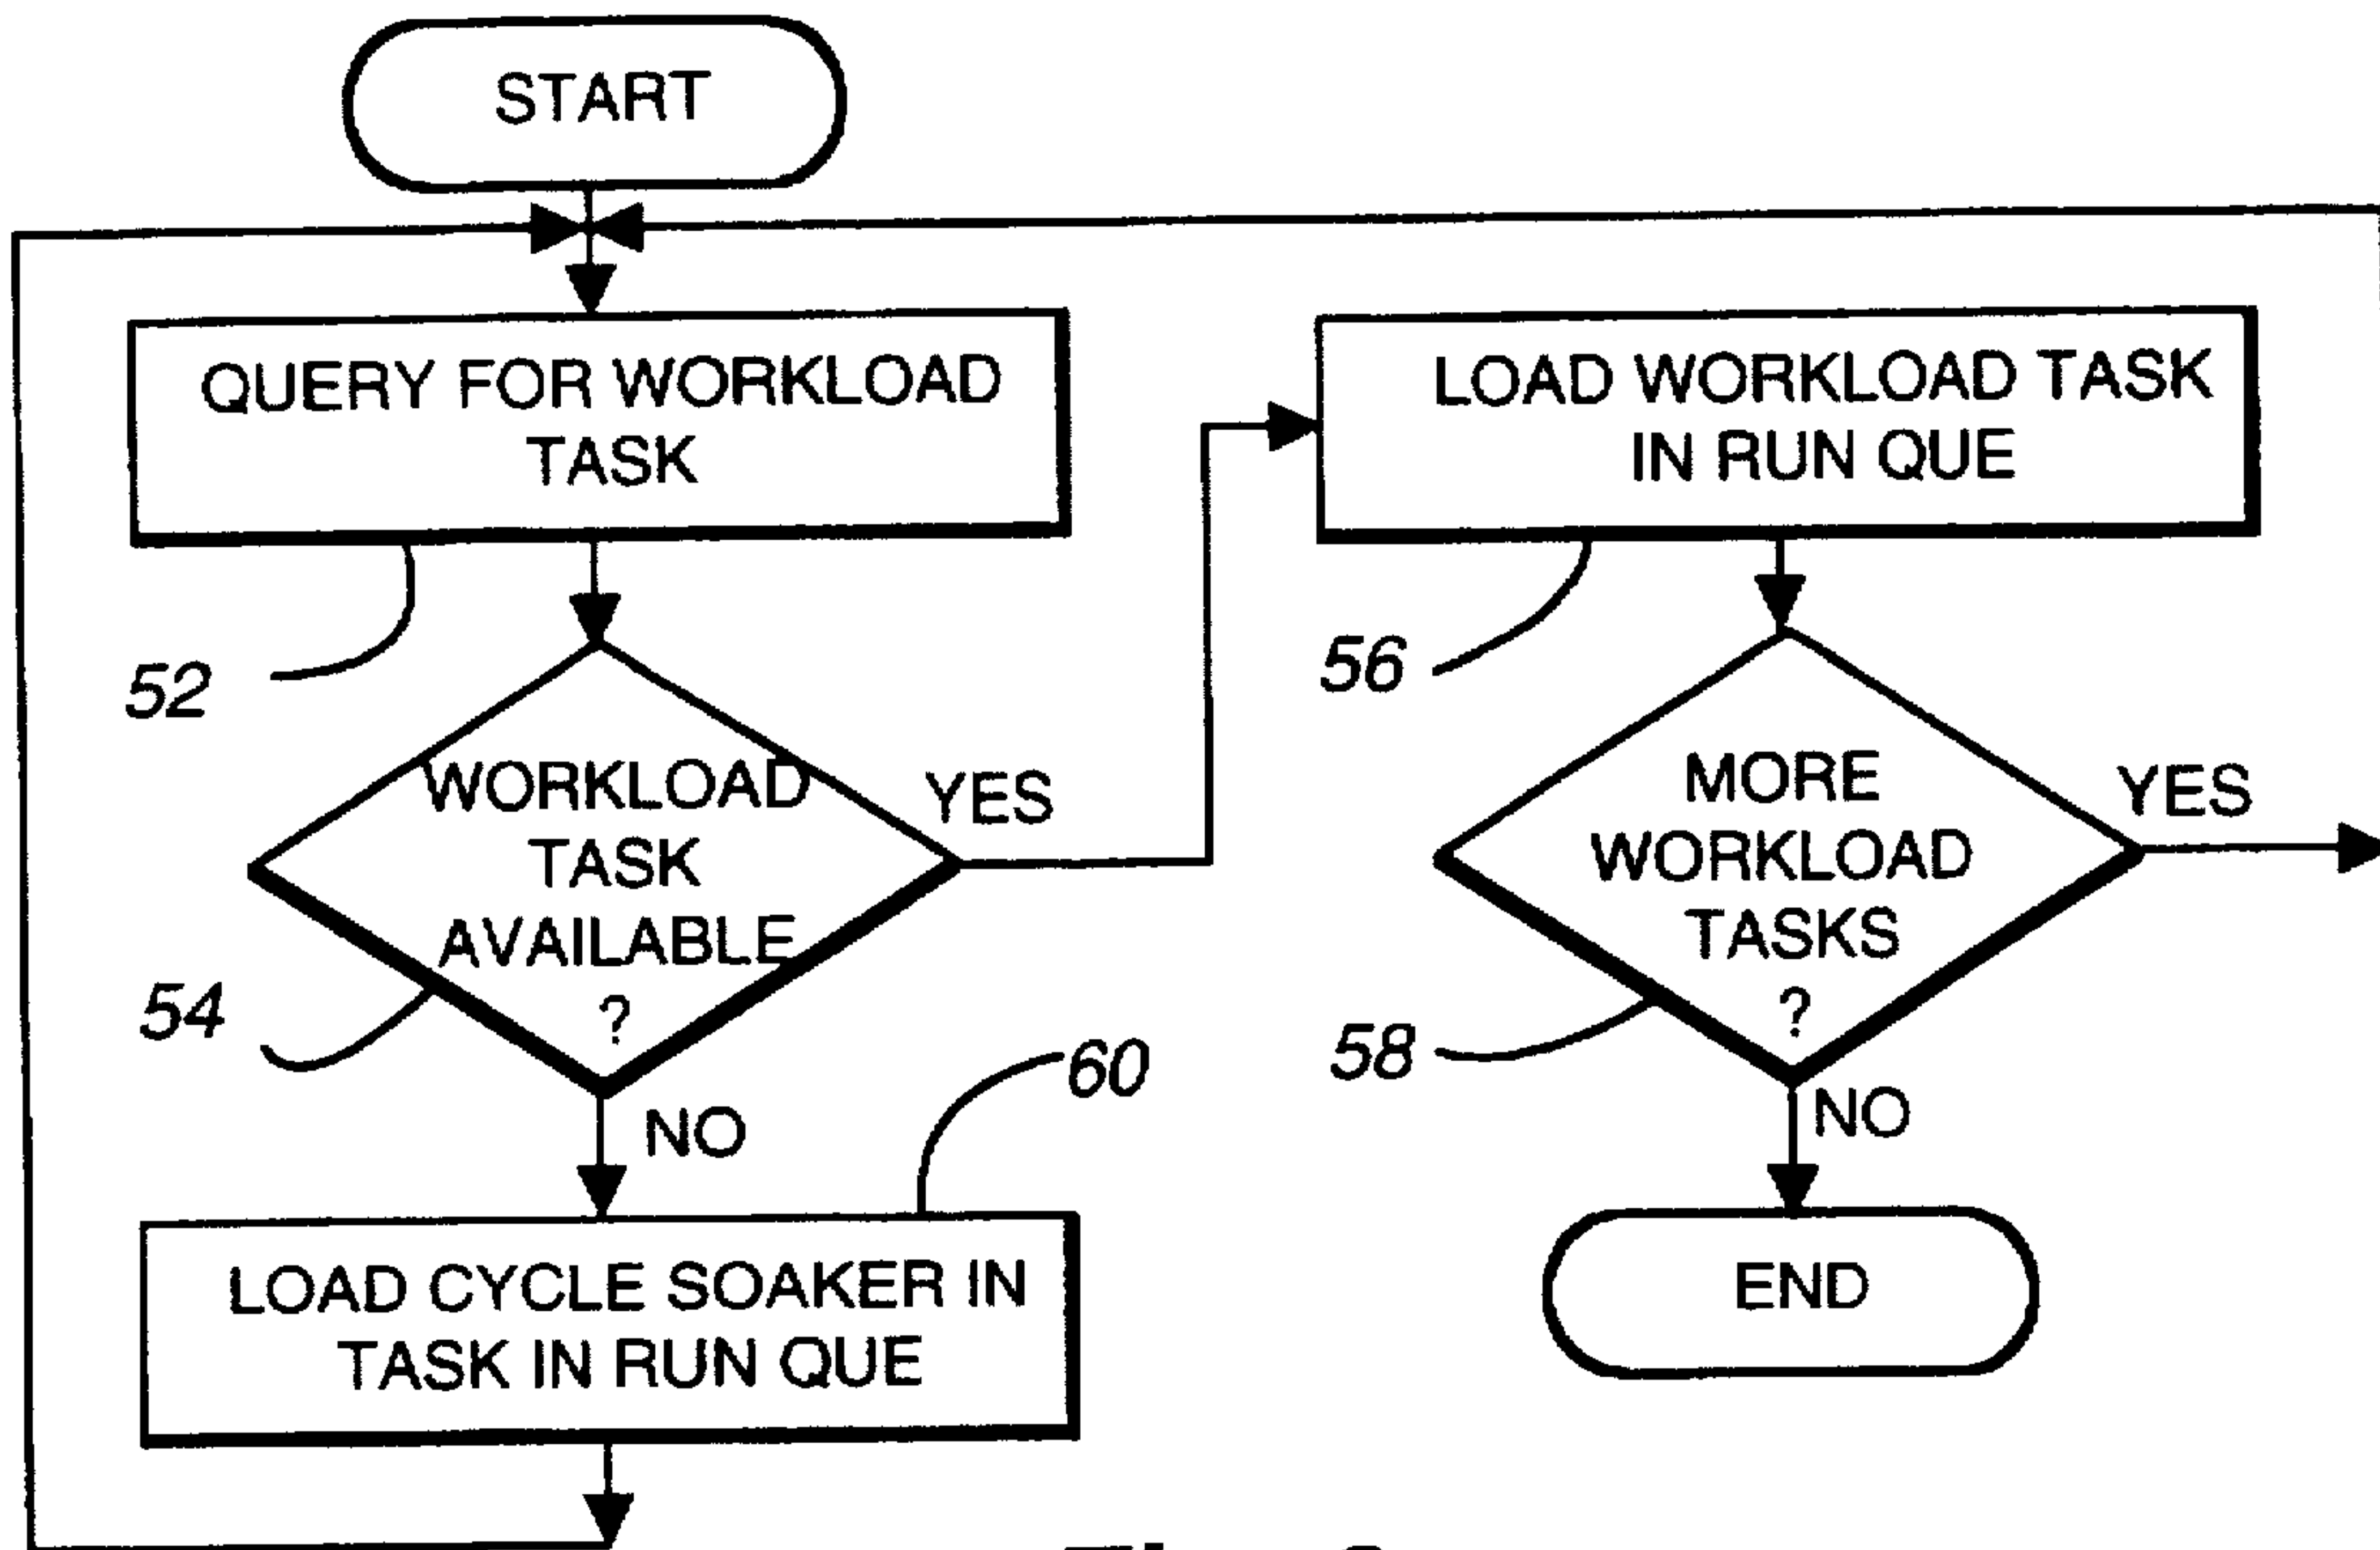 START
QUERY FOR WORKLOAD
TASK
52
WORKLOAD
TASK
AVAILABLE
?
YES
54
NO
60
LOAD CYCLE SOAKER IN
TASK IN RUN QUE
LOAD WORKLOAD TASK
IN RUN QUE
56
MORE
WORKLOAD
TASKS
?
YES
58
NO
END